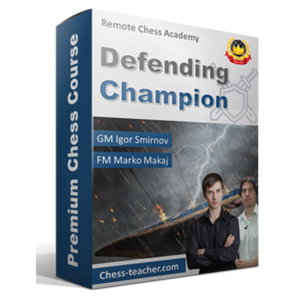 Remote Chess Academy
Defending
Champion
GM Igor Smirnov
FM Marko Makaj
Chess-teacher.com
Premium Chess Course